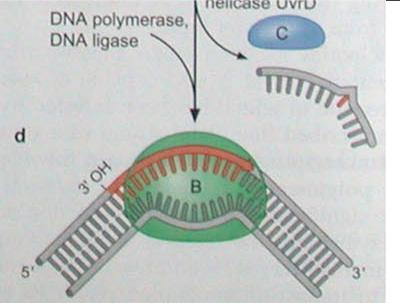 helicase UvrD
DNA polymerase,
DNA ligase
C
d
3' OH
B
5'
3'